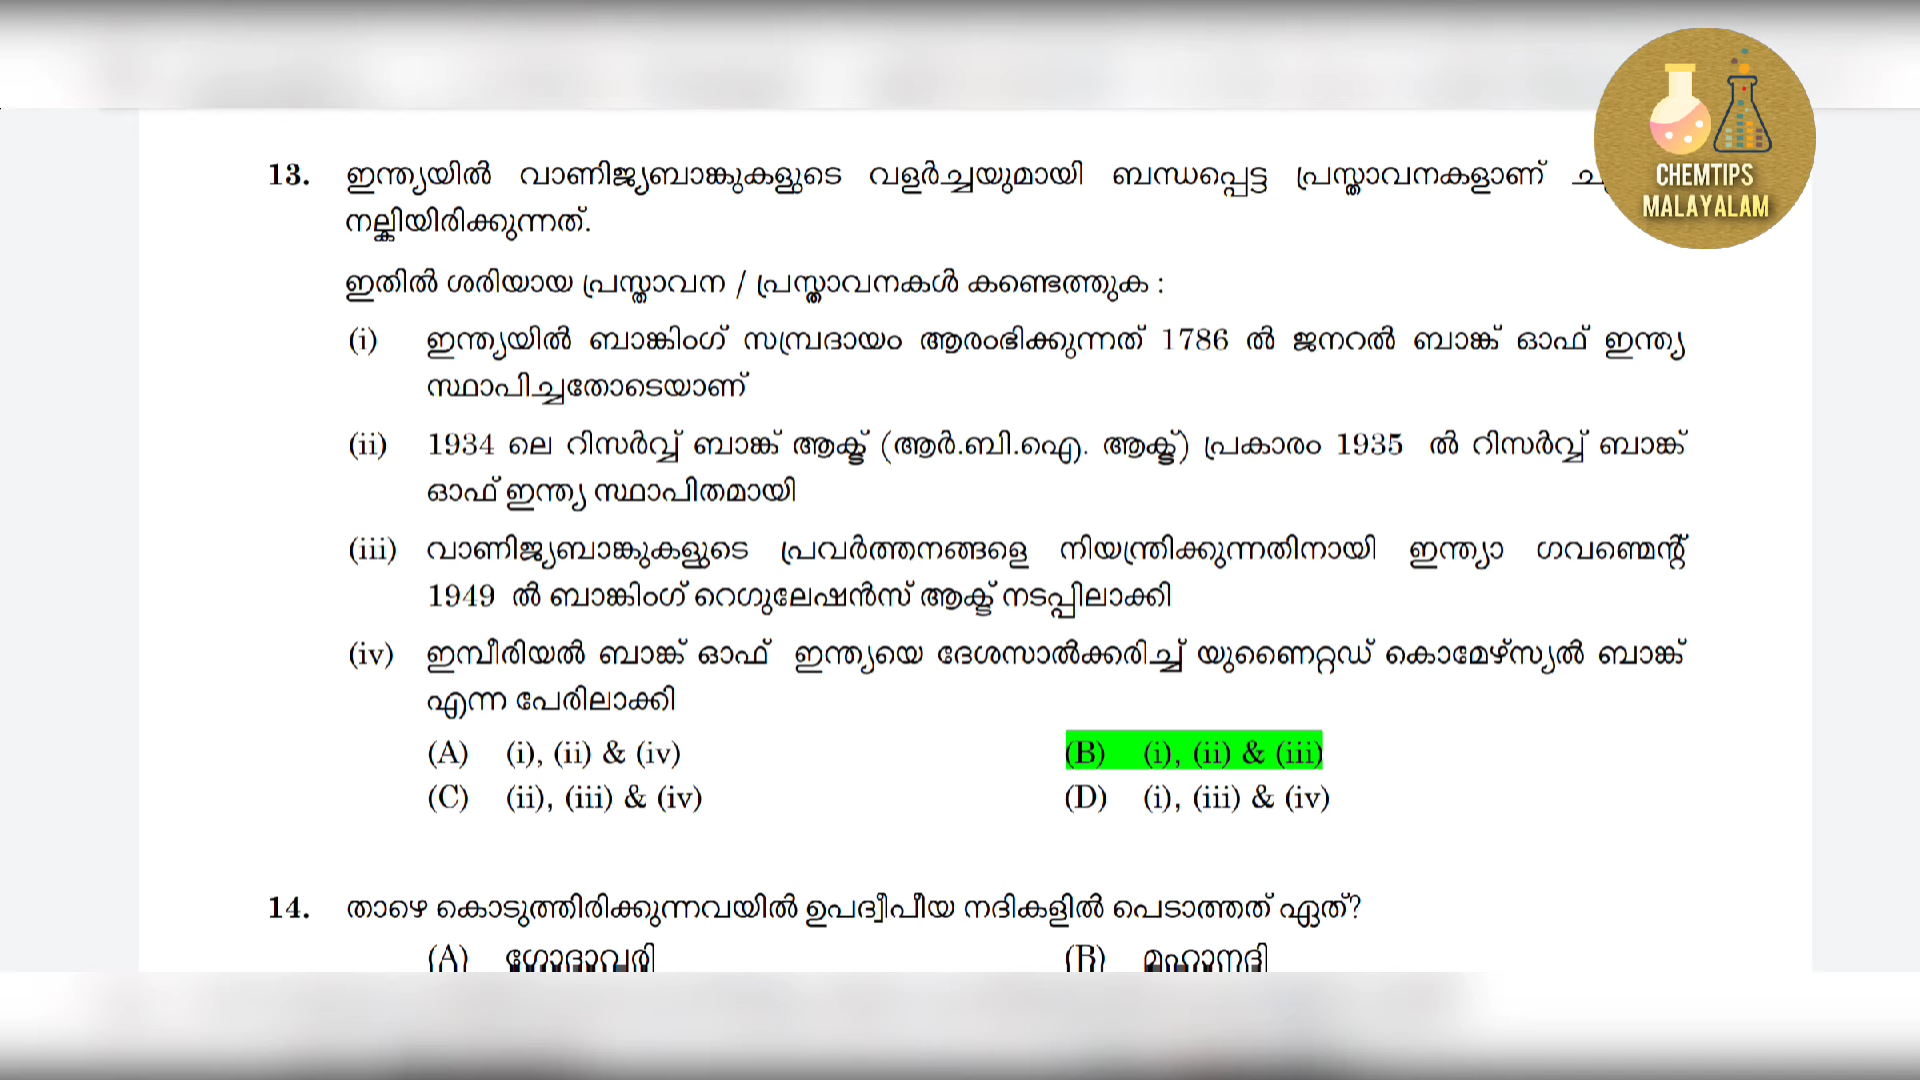 CHEMTIPS
MALAYALAM
13. ഇന്ത്യയിൽ വാണിജ്യബാങ്കുകളുടെ വളർച്ചയുമായി ബന്ധപ്പെട്ട പ്രസ്താവനകളാണ്
നല്കിയിരിക്കുന്നത്.
ഇതിൽ ശരിയായ പ്രസ്താവന / പ്രസ്താവനകൾ കണ്ടെത്തുക :
(i) ഇന്ത്യയിൽ ബാങ്കിംഗ് സമ്പ്രദായം ആരംഭിക്കുന്നത് 1786 ൽ ജനറൽ ബാങ്ക് ഓഫ് ഇന്ത്യ
സ്ഥാപിച്ചതോടെയാണ്
(ii) 1934 ലെ റിസർവ്വ് ബാങ്ക് ആക്ട് (ആർ.ബി.ഐ. ആക്ട്) പ്രകാരം 1935 ൽ റിസർവ്വ് ബാങ്ക്
ഓഫ് ഇന്ത്യ സ്ഥാപിതമായി
(iii) വാണിജ്യബാങ്കുകളുടെ പ്രവർത്തനങ്ങളെ നിയന്ത്രിക്കുന്നതിനായി ഇന്ത്യാ ഗവണ്മെന്റ്
1949 ൽ ബാങ്കിംഗ് റെഗുലേഷൻസ് ആക്ട് നടപ്പിലാക്കി
(iv) ഇമ്പീരിയൽ ബാങ്ക് ഓഫ് ഇന്ത്യയെ ദേശസാൽക്കരിച്ച് യുണൈറ്റഡ് കൊമേഴ്സ്യൽ ബാങ്ക്
എന്ന പേരിലാക്കി
(A) (i), (ii) & (iv) (B) (i), (ii) & (iii)
(C) (ii), (iii) & (iv) (D) (i), (iii) & (iv)
14. താഴെ കൊടുത്തിരിക്കുന്നവയിൽ ഉപദ്വീപീയ നദികളിൽ പെടാത്തത് ഏത്?
(A) ഗോദാവരി (B) മഹാനദി